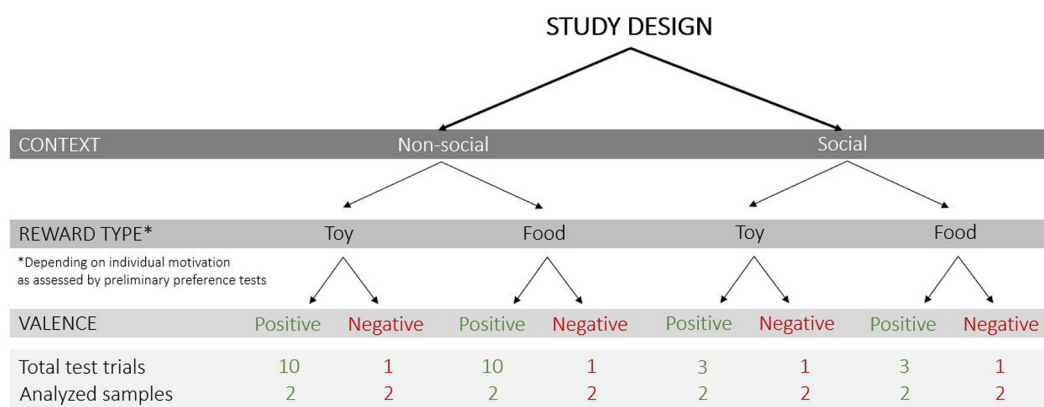 STUDY DESIGN
CONTEXT Non-social Social
REWARD TYPE* Toy Food Toy Food
*Depending on individual motivation
as assessed by preliminary preference tests
VALENCE Positive Negative Positive Negative Positive Negative Positive Negative
Total test trials 10 1 10 1 3 1 3 1
Analyzed samples 2 2 2 2 2 2 2 2